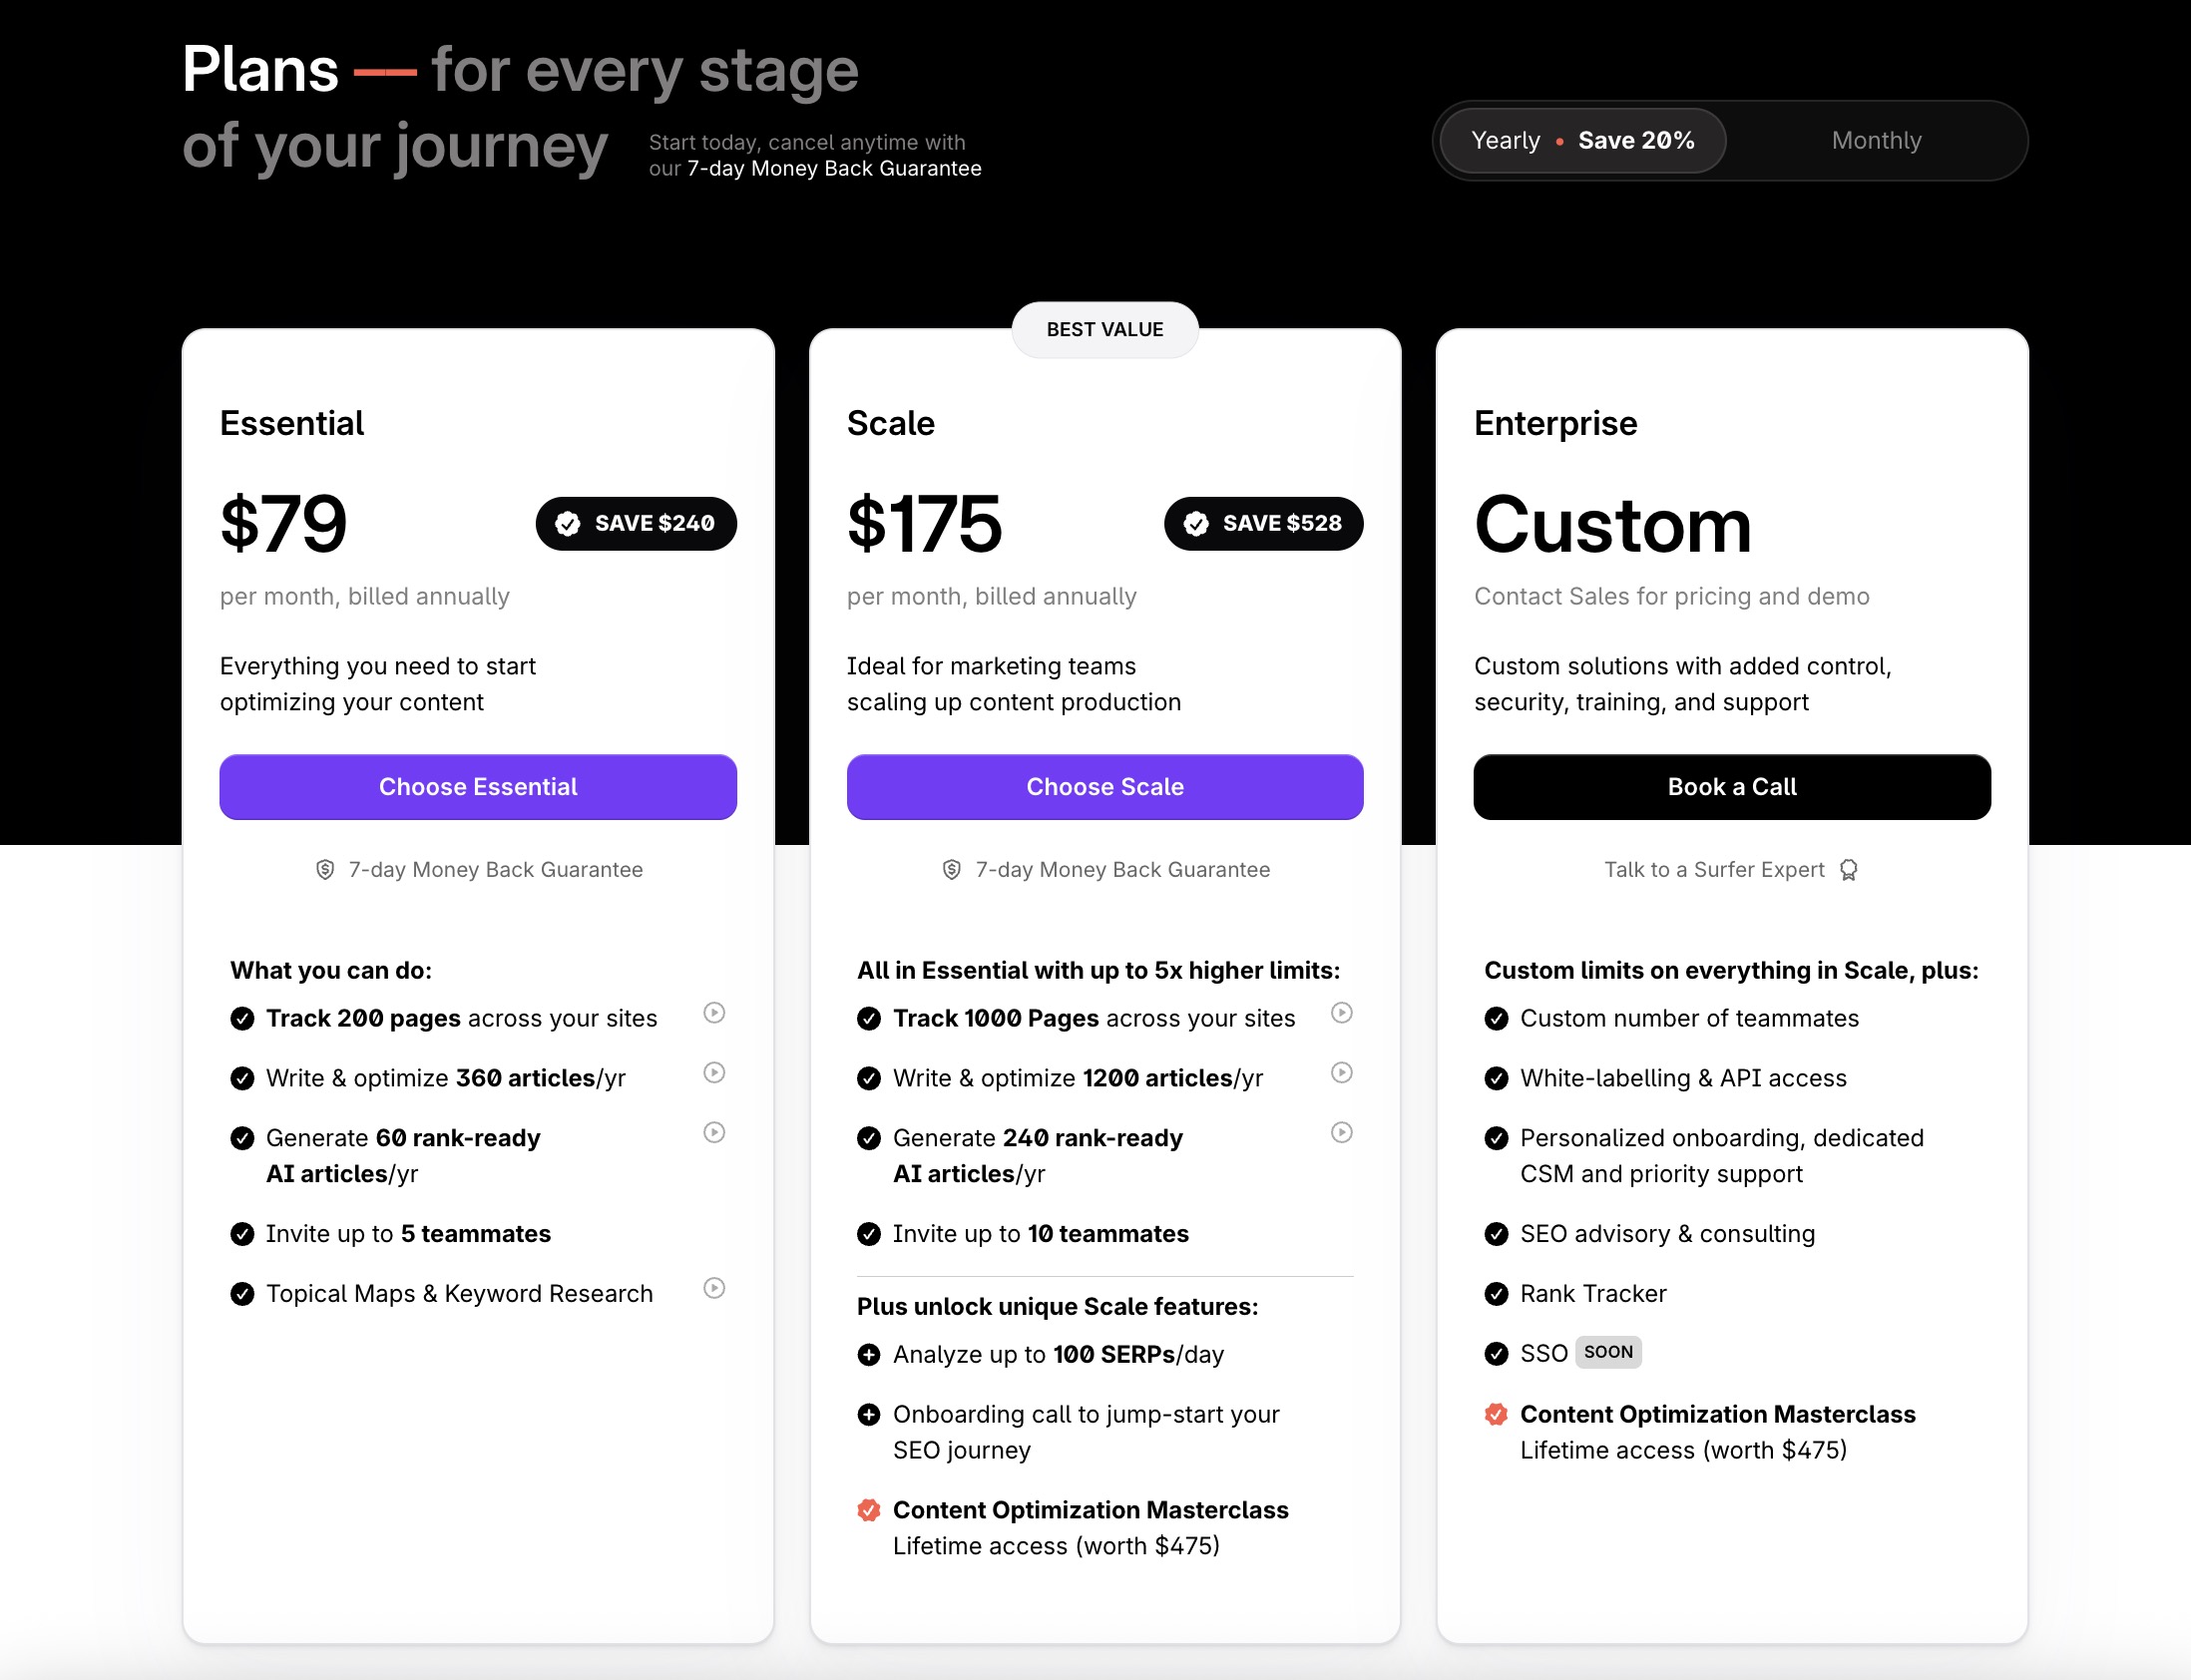 Plans — for every stage
of your journey
Start today, cancel anytime with
our 7-day Money Back Guarantee
Yearly • Save 20%
Monthly
Essential
$79
SAVE $240
per month, billed annually
Everything you need to start
optimizing your content
Choose Essential
7-day Money Back Guarantee
What you can do:
Track 200 pages across your sites
Write & optimize 360 articles/yr
Generate 60 rank-ready
AI articles/yr
Invite up to 5 teammates
Topical Maps & Keyword Research
BEST VALUE
Scale
$175
SAVE $528
per month, billed annually
Ideal for marketing teams
scaling up content production
Choose Scale
7-day Money Back Guarantee
All in Essential with up to 5x higher limits:
Track 1000 Pages across your sites
Write & optimize 1200 articles/yr
Generate 240 rank-ready
AI articles/yr
Invite up to 10 teammates
Plus unlock unique Scale features:
Analyze up to 100 SERPs/day
Onboarding call to jump-start your
SEO journey
Content Optimization Masterclass
Lifetime access (worth $475)
Enterprise
Custom
Contact Sales for pricing and demo
Custom solutions with added control,
security, training, and support
Book a Call
Talk to a Surfer Expert
Custom limits on everything in Scale, plus:
Custom number of teammates
White-labelling & API access
Personalized onboarding, dedicated
CSM and priority support
SEO advisory & consulting
Rank Tracker
SSO SOON
Content Optimization Masterclass
Lifetime access (worth $475)